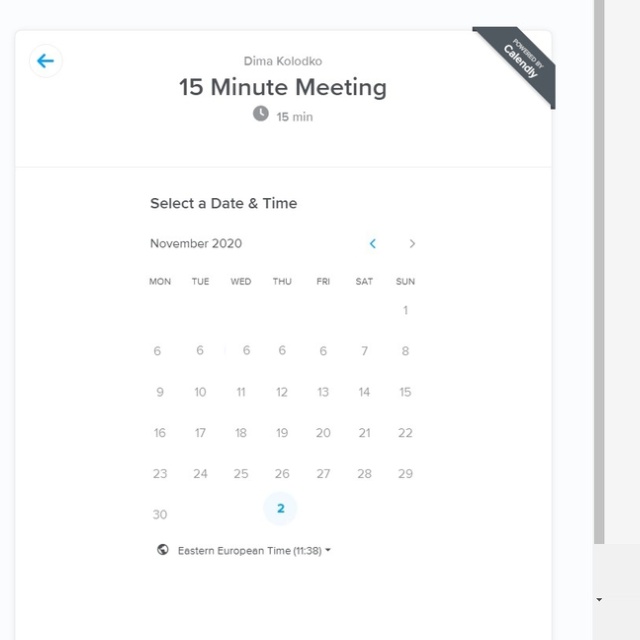 POWERED BY
Calendly
Dima Kolodko
15 Minute Meeting
15 min
Select a Date & Time
November 2020
MON TUE WED THU FRI SAT SUN
1
6 6 6 6 6 7 8
9 10 11 12 13 14 15
16 17 18 19 20 21 22
23 24 25 26 27 28 29
30 2
Eastern European Time (11:38)